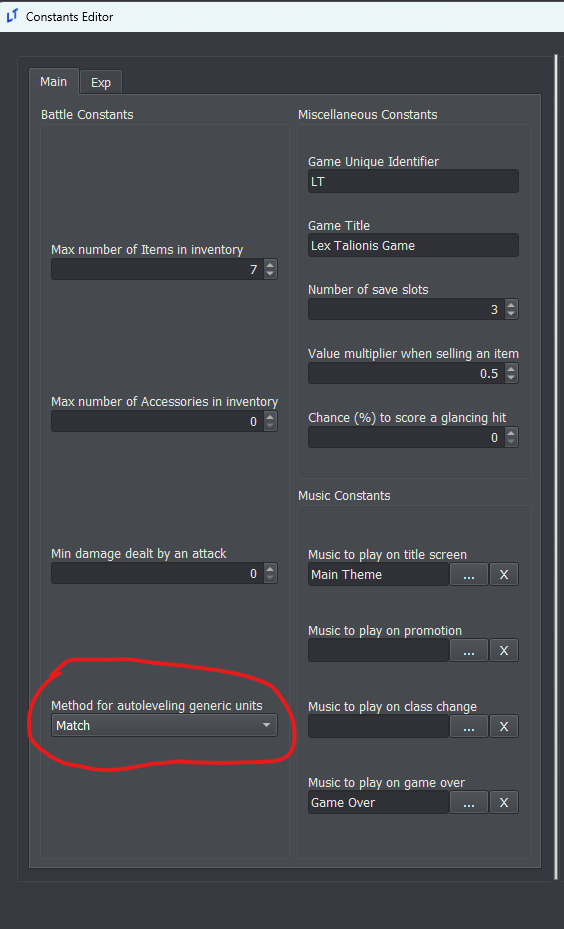 LT Constants Editor
Main Exp
Battle Constants
Max number of Items in inventory
7
Max number of Accessories in inventory
0
Min damage dealt by an attack
0
Method for autoleveling generic units
Match
Miscellaneous Constants
Game Unique Identifier
LT
Game Title
Lex Talionis Game
Number of save slots
3
Value multiplier when selling an item
0.5
Chance (%) to score a glancing hit
0
Music Constants
Music to play on title screen
Main Theme ... X
Music to play on promotion
... X
Music to play on class change
... X
Music to play on game over
Game Over ... X